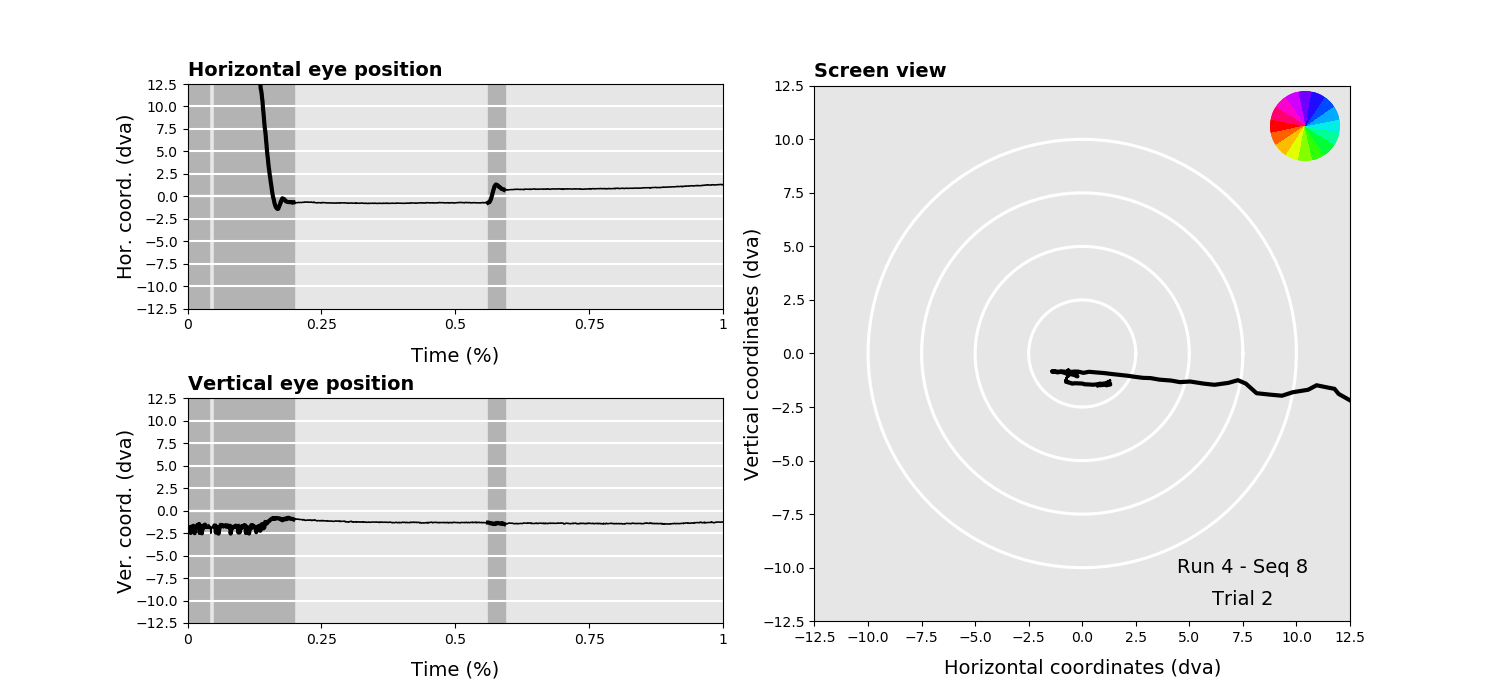 Horizontal eye position
Hor. coord. (dva)
12.5
10.0
7.5
5.0
2.5
0.0
−2.5
−5.0
−7.5
−10.0
−12.5
0 0.25 0.5 0.75 1
Time (%)
Vertical eye position
Ver. coord. (dva)
12.5
10.0
7.5
5.0
2.5
0.0
−2.5
−5.0
−7.5
−10.0
−12.5
0 0.25 0.5 0.75 1
Time (%)
Screen view
Vertical coordinates (dva)
12.5
10.0
7.5
5.0
2.5
0.0
−2.5
−5.0
−7.5
−10.0
−12.5
Run 4 - Seq 8
Trial 2
−12.5 −10.0 −7.5 −5.0 −2.5 0.0 2.5 5.0 7.5 10.0 12.5
Horizontal coordinates (dva)